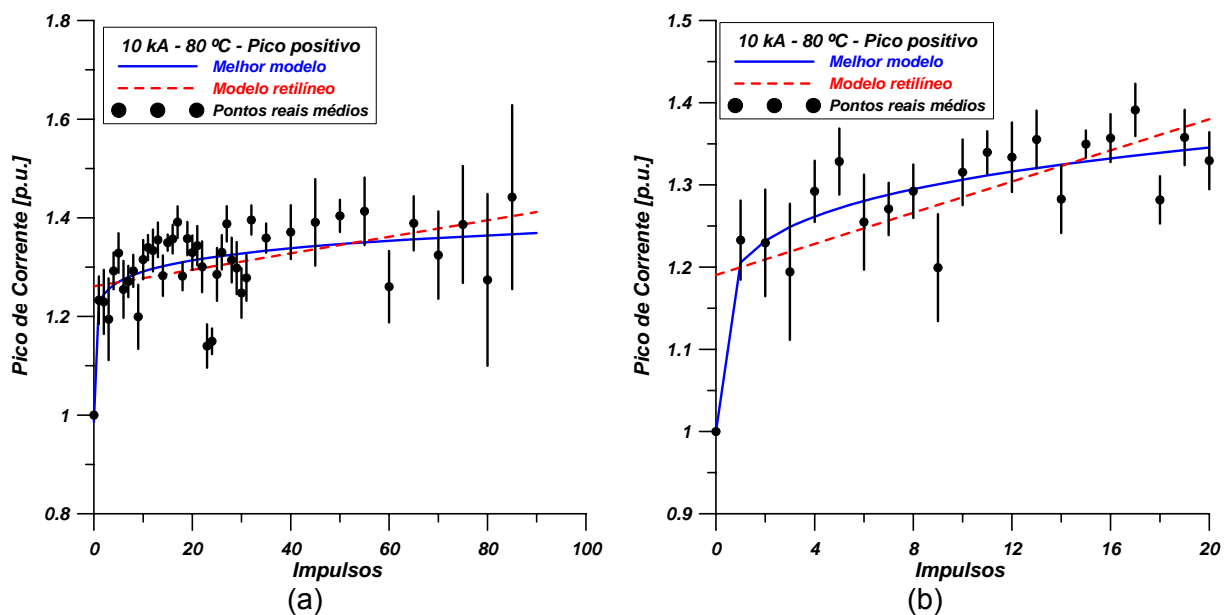 10 kA - 80 ºC - Pico positivo
Melhor modelo
Modelo retilíneo
Pontos reais médios
Pico de Corrente [p.u.]
1.8
1.6
1.4
1.2
1
0.8
0 20 40 60 80 100
Impulsos
(a)
10 kA - 80 ºC - Pico positivo
Melhor modelo
Modelo retilíneo
Pontos reais médios
Pico de Corrente [p.u.]
1.5
1.4
1.3
1.2
1.1
1
0.9
0 4 8 12 16 20
Impulsos
(b)